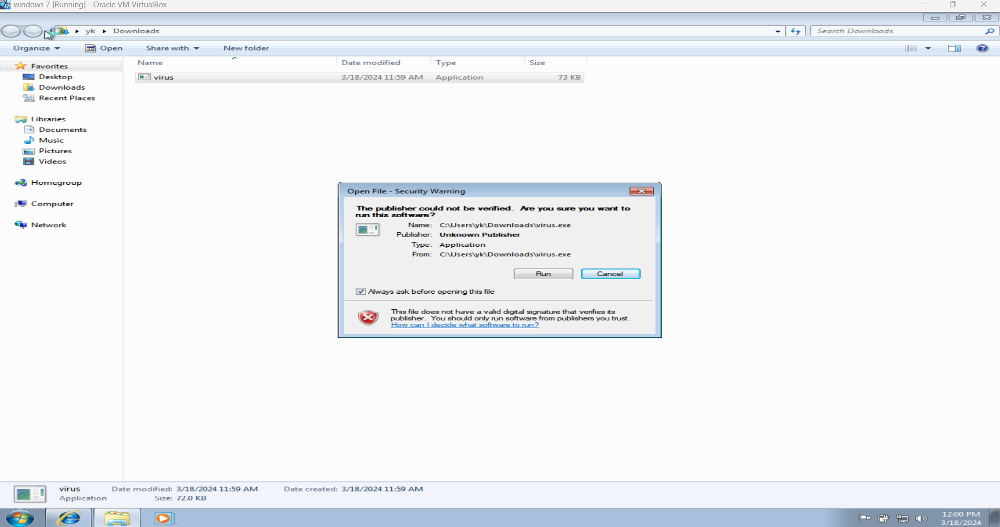 windows 7 [Running] - Oracle VM VirtualBox
yk Downloads
Search Downloads
Organize Open Share with New folder
Name Date modified Type Size
Favorites
virus 3/18/2024 11:59 AM Application 73 KB
Desktop
Downloads
Recent Places
Libraries
Documents
Music
Pictures
Videos
Homegroup
Computer
Network
Open File - Security Warning
The publisher could not be verified. Are you sure you want to
run this software?
Name: C:\Users\yk\Downloads\virus.exe
Publisher: Unknown Publisher
Type: Application
From: C:\Users\yk\Downloads\virus.exe
Run Cancel
Always ask before opening this file
This file does not have a valid digital signature that verifies its
publisher. You should only run software from publishers you trust.
How can I decide what software to run?
virus Date modified: 3/18/2024 11:59 AM Date created: 3/18/2024 11:59 AM
Application Size: 72.0 KB
12:00 PM
3/18/2024